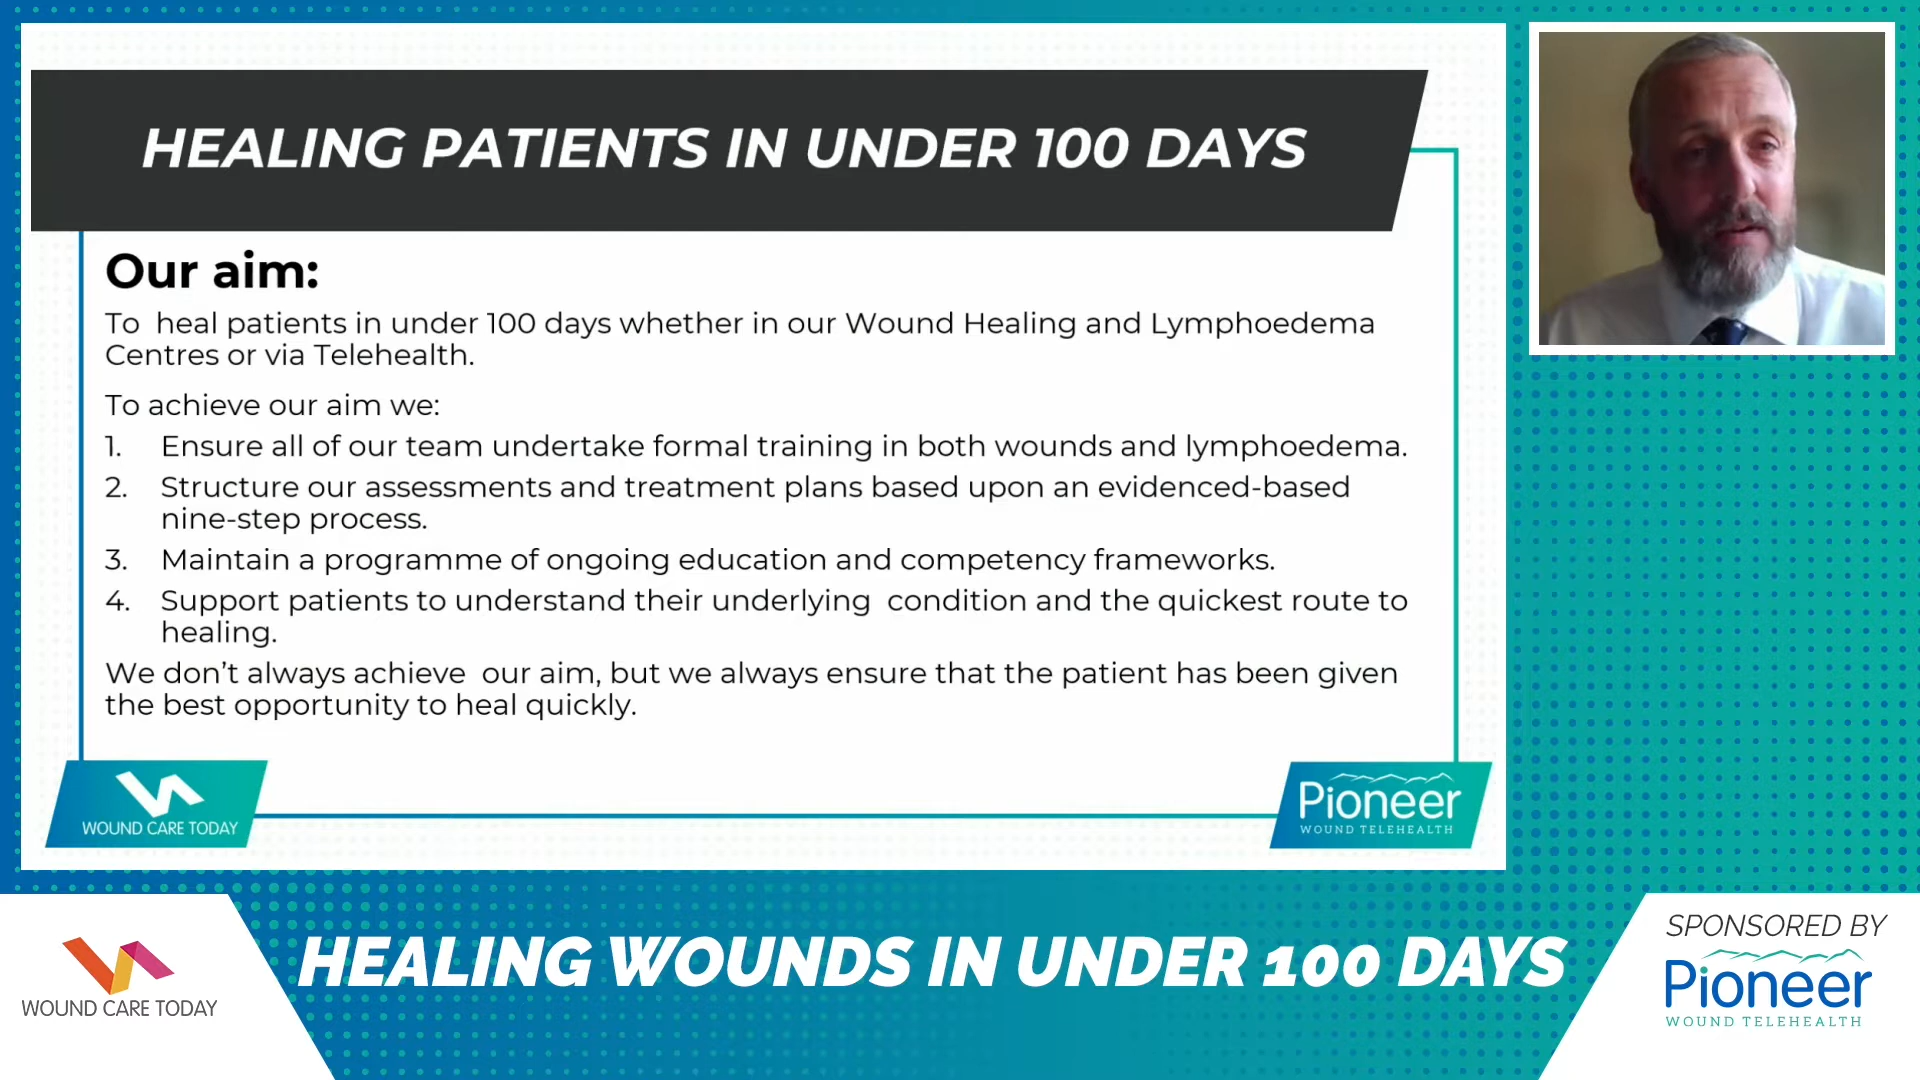 HEALING PATIENTS IN UNDER 100 DAYS
Our aim:
To heal patients in under 100 days whether in our Wound Healing and Lymphoedema
Centres or via Telehealth.
To achieve our aim we:
1. Ensure all of our team undertake formal training in both wounds and lymphoedema.
2. Structure our assessments and treatment plans based upon an evidenced-based
nine-step process.
3. Maintain a programme of ongoing education and competency frameworks.
4. Support patients to understand their underlying condition and the quickest route to
healing.
We don't always achieve our aim, but we always ensure that the patient has been given
the best opportunity to heal quickly.
WOUND CARE TODAY
Pioneer
WOUND TELEHEALTH
WOUND CARE TODAY
HEALING WOUNDS IN UNDER 100 DAYS
SPONSORED BY
Pioneer
WOUND TELEHEALTH